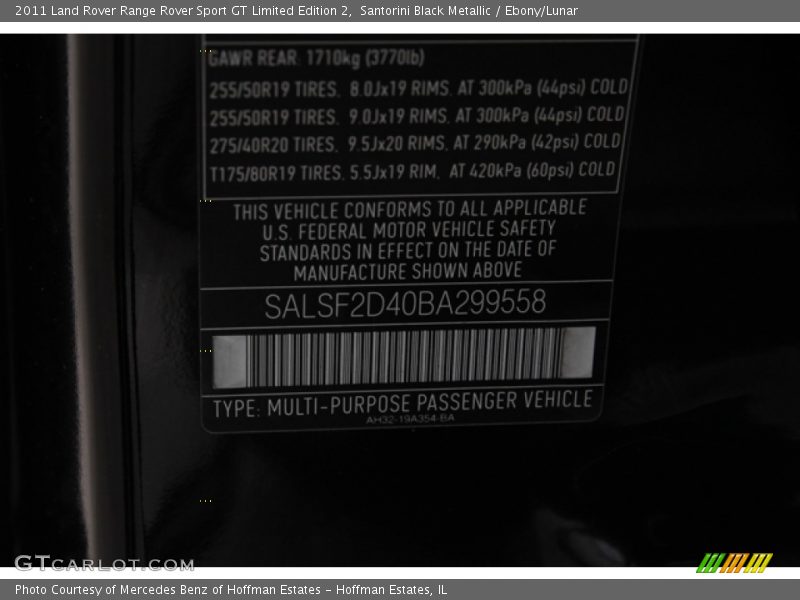 2011 Land Rover Range Rover Sport GT Limited Edition 2,  Santorini Black Metallic / Ebony/Lunar
GAWR REAR: 1710kg (3770lb)
255/50R19 TIRES,  8.0Jx19 RIMS, AT 300kPa (44psi) COLD
255/50R19 TIRES,  9.0Jx19 RIMS, AT 300kPa (44psi) COLD
275/40R20 TIRES,  9.5Jx20 RIMS, AT 290kPa (42psi) COLD
T175/80R19 TIRES, 5.5Jx19 RIM,  AT 420kPa (60psi) COLD
THIS VEHICLE CONFORMS TO ALL APPLICABLE
U.S. FEDERAL MOTOR VEHICLE SAFETY
STANDARDS IN EFFECT ON THE DATE OF
MANUFACTURE SHOWN ABOVE
SALSF2D40BA299558
TYPE: MULTI-PURPOSE PASSENGER VEHICLE
AH32-19A354-BA
GTCARLOT.COM
Photo Courtesy of Mercedes Benz of Hoffman Estates - Hoffman Estates, IL